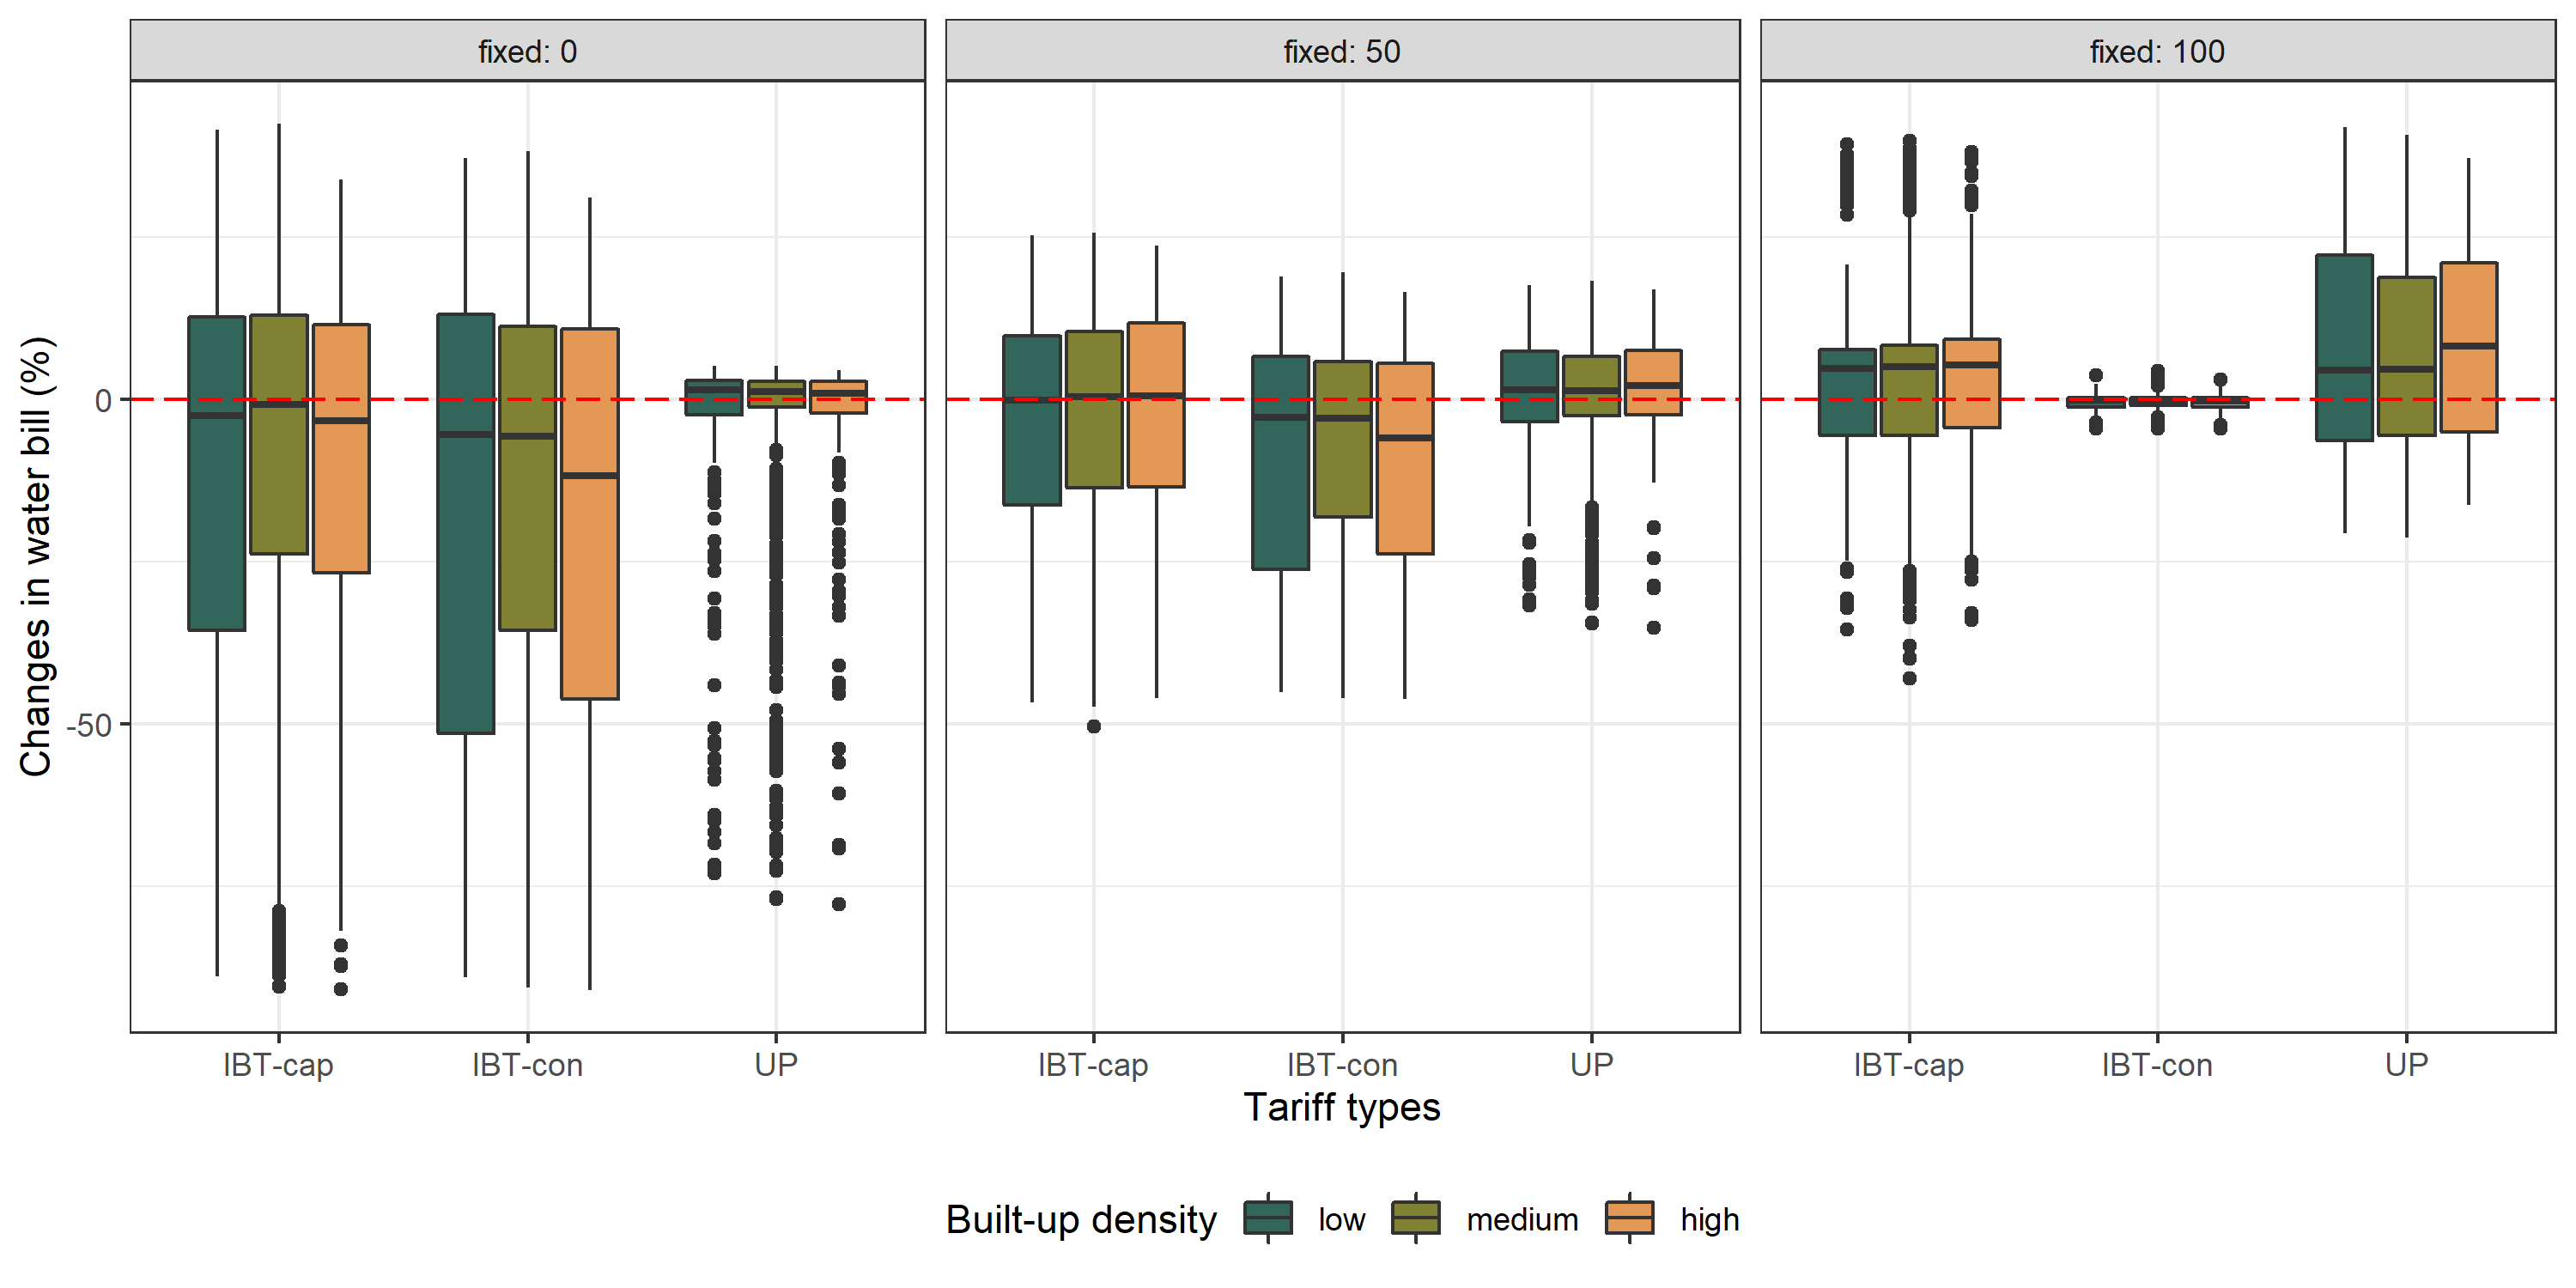 fixed: 0
fixed: 50
fixed: 100
Changes in water bill (%)
0
-50
IBT-cap IBT-con UP
IBT-cap IBT-con UP
IBT-cap IBT-con UP
Tariff types
Built-up density low medium high